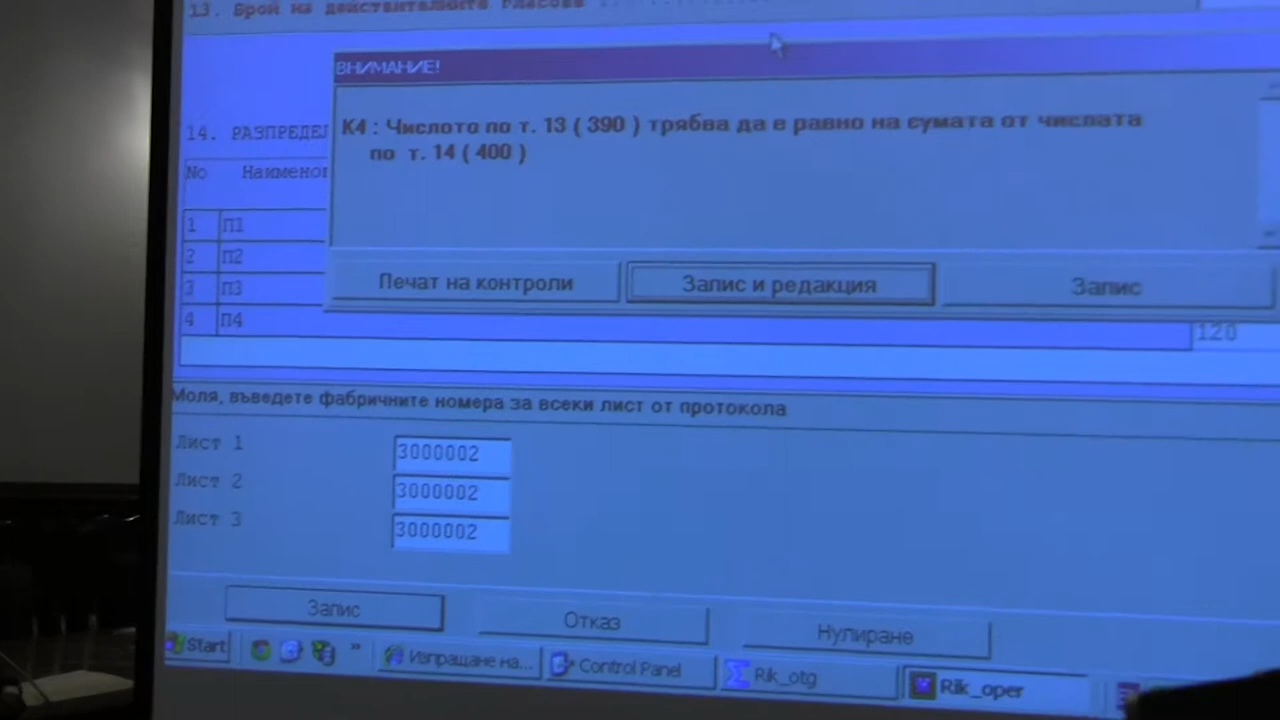 13. Брой на действителните гласове
ВНИМАНИЕ!
К4 : Числото по т. 13 ( 390 ) трябва да е равно на сумата от числата
по т. 14 ( 400 )
14. РАЗПРЕДЕЛ
No Наименов
1 П1
2 П2
3 П3
4 П4
120
Печат на контроли
Запис и редакция
Запис
Моля, въведете фабричните номера за всеки лист от протокола
Лист 1 3000002
Лист 2 3000002
Лист 3 3000002
Запис
Отказ
Нулиране
Start
»
Изпращане на...
Control Panel
Rik_otg
Rik_oper